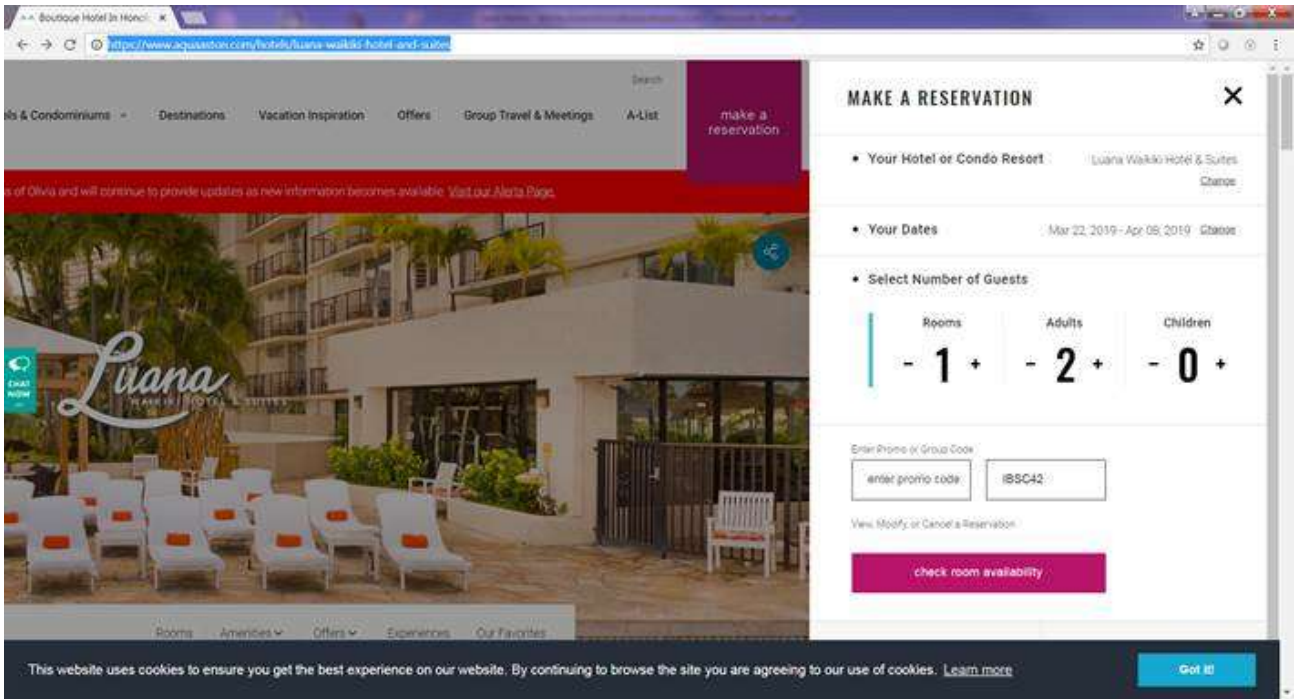 Boutique Hotel In Honol
https://www.aquaaston.com/hotels/luana-waikiki-hotel-and-suites
Search
ls & Condominiums
Destinations
Vacation Inspiration
Offers
Group Travel & Meetings
A-List
make a
reservation
s of Olivia and will continue to provide updates as new information becomes available. Visit our Alerts Page.
CHAT
NOW
Luana
WAIKIKI HOTEL & SUITES
Rooms
Amenities
Offers
Experiences
Our Favorites
MAKE A RESERVATION
• Your Hotel or Condo Resort
Luana Waikiki Hotel & Suites
Change
• Your Dates
Mar 22, 2019 - Apr 09, 2019 Change
• Select Number of Guests
Rooms
Adults
Children
- 1 +
- 2 +
- 0 +
Enter Promo or Group Code
enter promo code
IBSC42
View, Modify, or Cancel a Reservation
check room availability
This website uses cookies to ensure you get the best experience on our website. By continuing to browse the site you are agreeing to our use of cookies. Learn more
Got it!